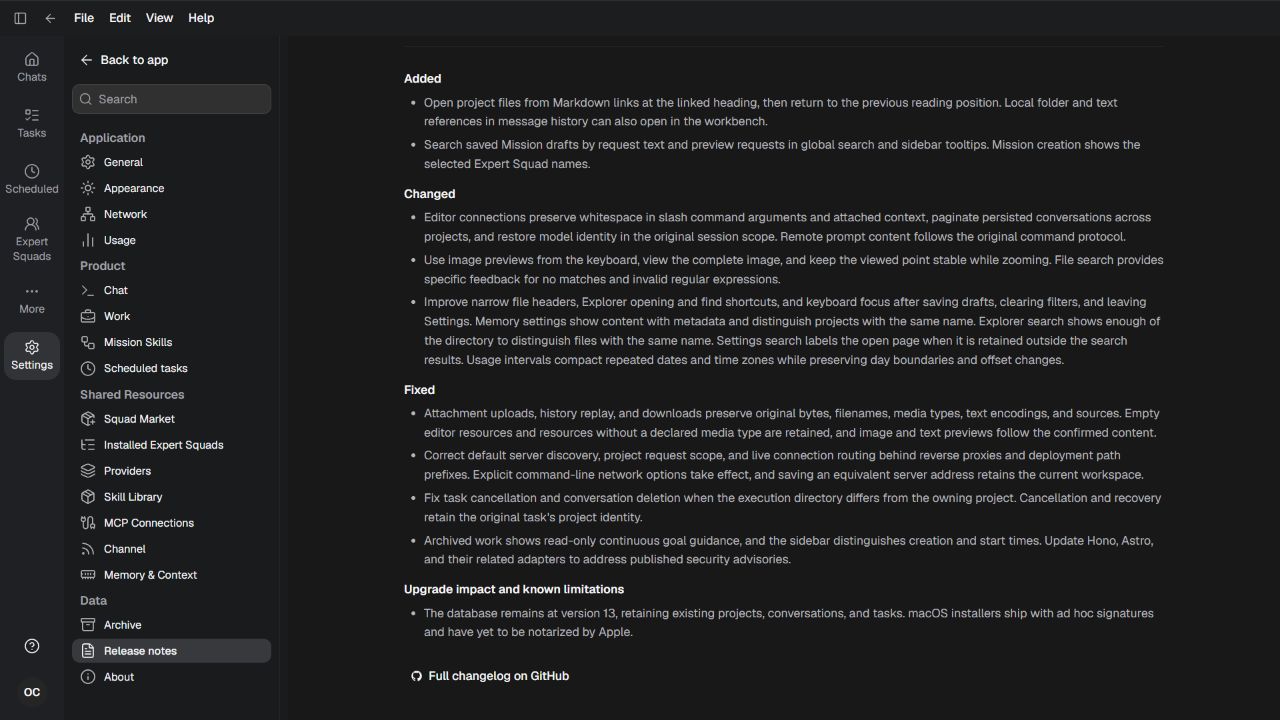 File Edit View Help
Chats
Tasks
Scheduled
Expert
Squads
More
Settings
OC
Back to app
Search
Application
General
Appearance
Network
Usage
Product
Chat
Work
Mission Skills
Scheduled tasks
Shared Resources
Squad Market
Installed Expert Squads
Providers
Skill Library
MCP Connections
Channel
Memory & Context
Data
Archive
Release notes
About
Added
• Open project files from Markdown links at the linked heading, then return to the previous reading position. Local folder and text
references in message history can also open in the workbench.
• Search saved Mission drafts by request text and preview requests in global search and sidebar tooltips. Mission creation shows the
selected Expert Squad names.
Changed
• Editor connections preserve whitespace in slash command arguments and attached context, paginate persisted conversations across
projects, and restore model identity in the original session scope. Remote prompt content follows the original command protocol.
• Use image previews from the keyboard, view the complete image, and keep the viewed point stable while zooming. File search provides
specific feedback for no matches and invalid regular expressions.
• Improve narrow file headers, Explorer opening and find shortcuts, and keyboard focus after saving drafts, clearing filters, and leaving
Settings. Memory settings show content with metadata and distinguish projects with the same name. Explorer search shows enough of
the directory to distinguish files with the same name. Settings search labels the open page when it is retained outside the search
results. Usage intervals compact repeated dates and time zones while preserving day boundaries and offset changes.
Fixed
• Attachment uploads, history replay, and downloads preserve original bytes, filenames, media types, text encodings, and sources. Empty
editor resources and resources without a declared media type are retained, and image and text previews follow the confirmed content.
• Correct default server discovery, project request scope, and live connection routing behind reverse proxies and deployment path
prefixes. Explicit command-line network options take effect, and saving an equivalent server address retains the current workspace.
• Fix task cancellation and conversation deletion when the execution directory differs from the owning project. Cancellation and recovery
retain the original task's project identity.
• Archived work shows read-only continuous goal guidance, and the sidebar distinguishes creation and start times. Update Hono, Astro,
and their related adapters to address published security advisories.
Upgrade impact and known limitations
• The database remains at version 13, retaining existing projects, conversations, and tasks. macOS installers ship with ad hoc signatures
and have yet to be notarized by Apple.
Full changelog on GitHub